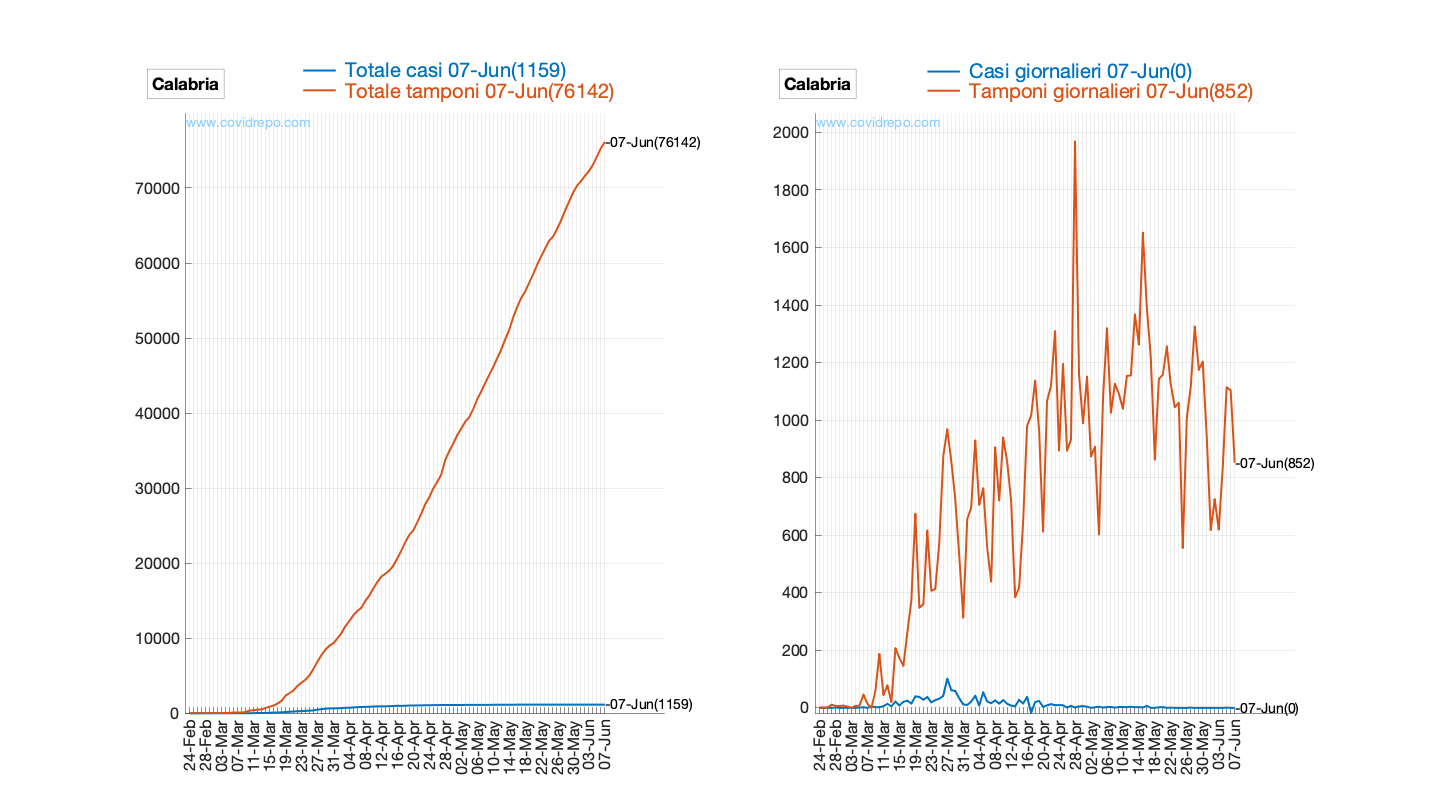 Calabria
Totale casi 07-Jun(1159)
Totale tamponi 07-Jun(76142)
www.covidrepo.com
-07-Jun(76142)
70000
60000
50000
40000
30000
20000
10000
0
-07-Jun(1159)
24-Feb
28-Feb
03-Mar
07-Mar
11-Mar
15-Mar
19-Mar
23-Mar
27-Mar
31-Mar
04-Apr
08-Apr
12-Apr
16-Apr
20-Apr
24-Apr
28-Apr
02-May
06-May
10-May
14-May
18-May
22-May
26-May
30-May
03-Jun
07-Jun
Calabria
Casi giornalieri 07-Jun(0)
Tamponi giornalieri 07-Jun(852)
www.covidrepo.com
2000
1800
1600
1400
1200
1000
800
600
400
200
0
-07-Jun(852)
-07-Jun(0)
24-Feb
28-Feb
03-Mar
07-Mar
11-Mar
15-Mar
19-Mar
23-Mar
27-Mar
31-Mar
04-Apr
08-Apr
12-Apr
16-Apr
20-Apr
24-Apr
28-Apr
02-May
06-May
10-May
14-May
18-May
22-May
26-May
30-May
03-Jun
07-Jun